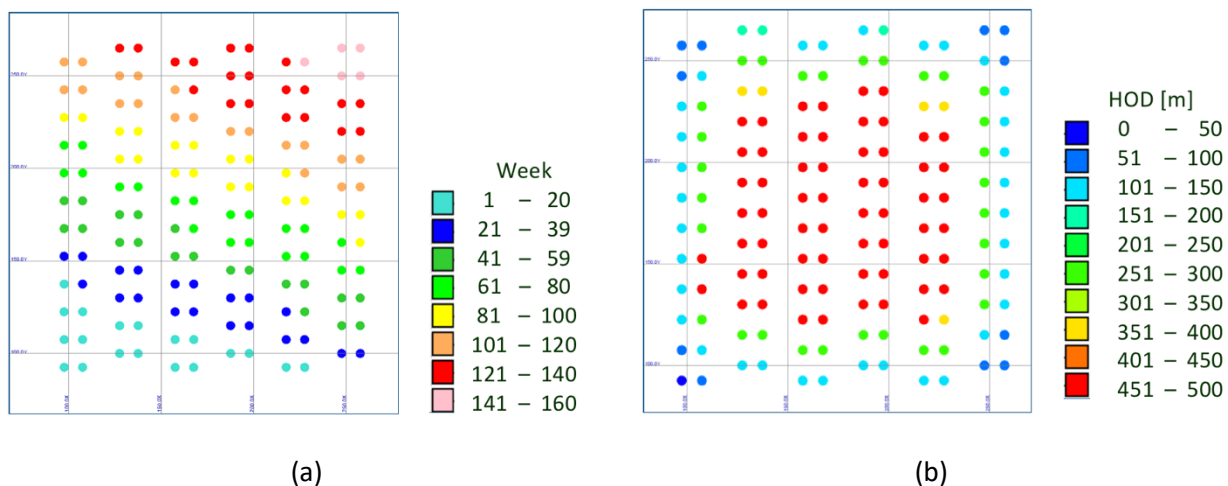 Week
1 – 20
21 – 39
41 – 59
61 – 80
81 – 100
101 – 120
121 – 140
141 – 160
HOD [m]
0 – 50
51 – 100
101 – 150
151 – 200
201 – 250
251 – 300
301 – 350
351 – 400
401 – 450
451 – 500
(a)
(b)